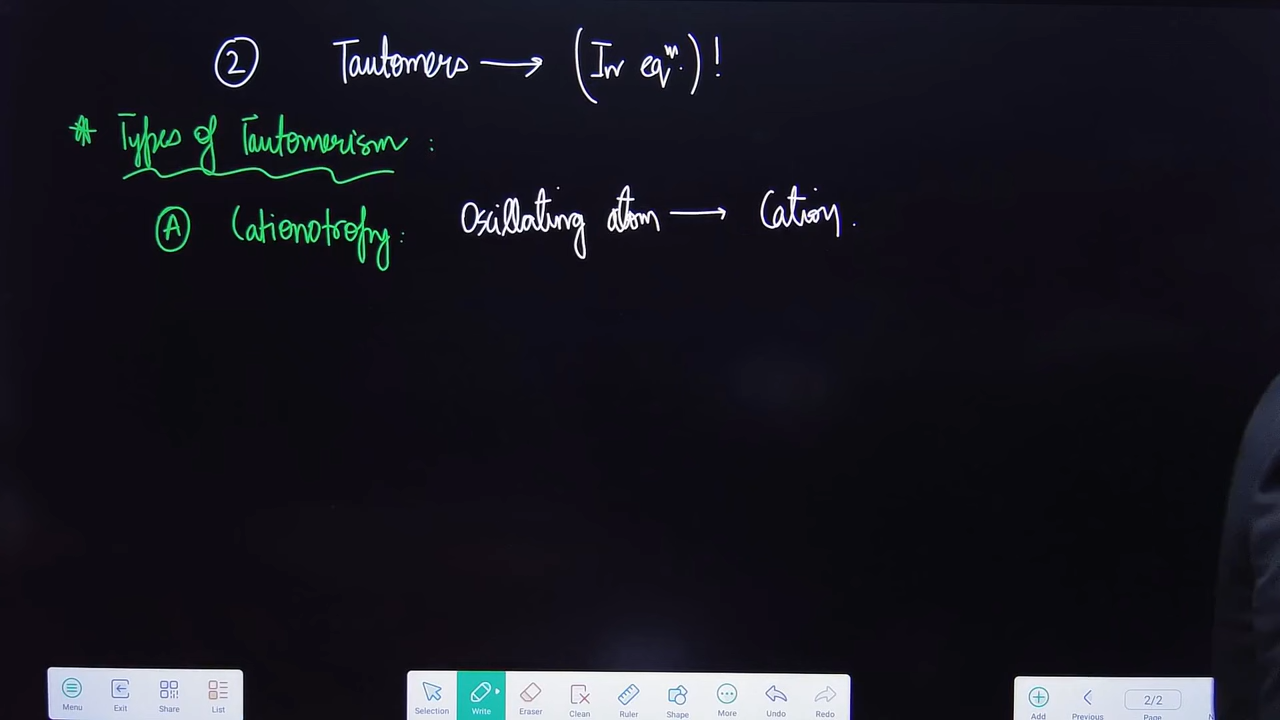 2 Tautomers → (In eqᵐ.)!
* Types of Tautomerism :
A Cationotropy: Oscillating atom → Cation.
Menu Exit Share List Selection Write Eraser Clean Ruler Shape More Undo Redo Add Previous 2/2 Page